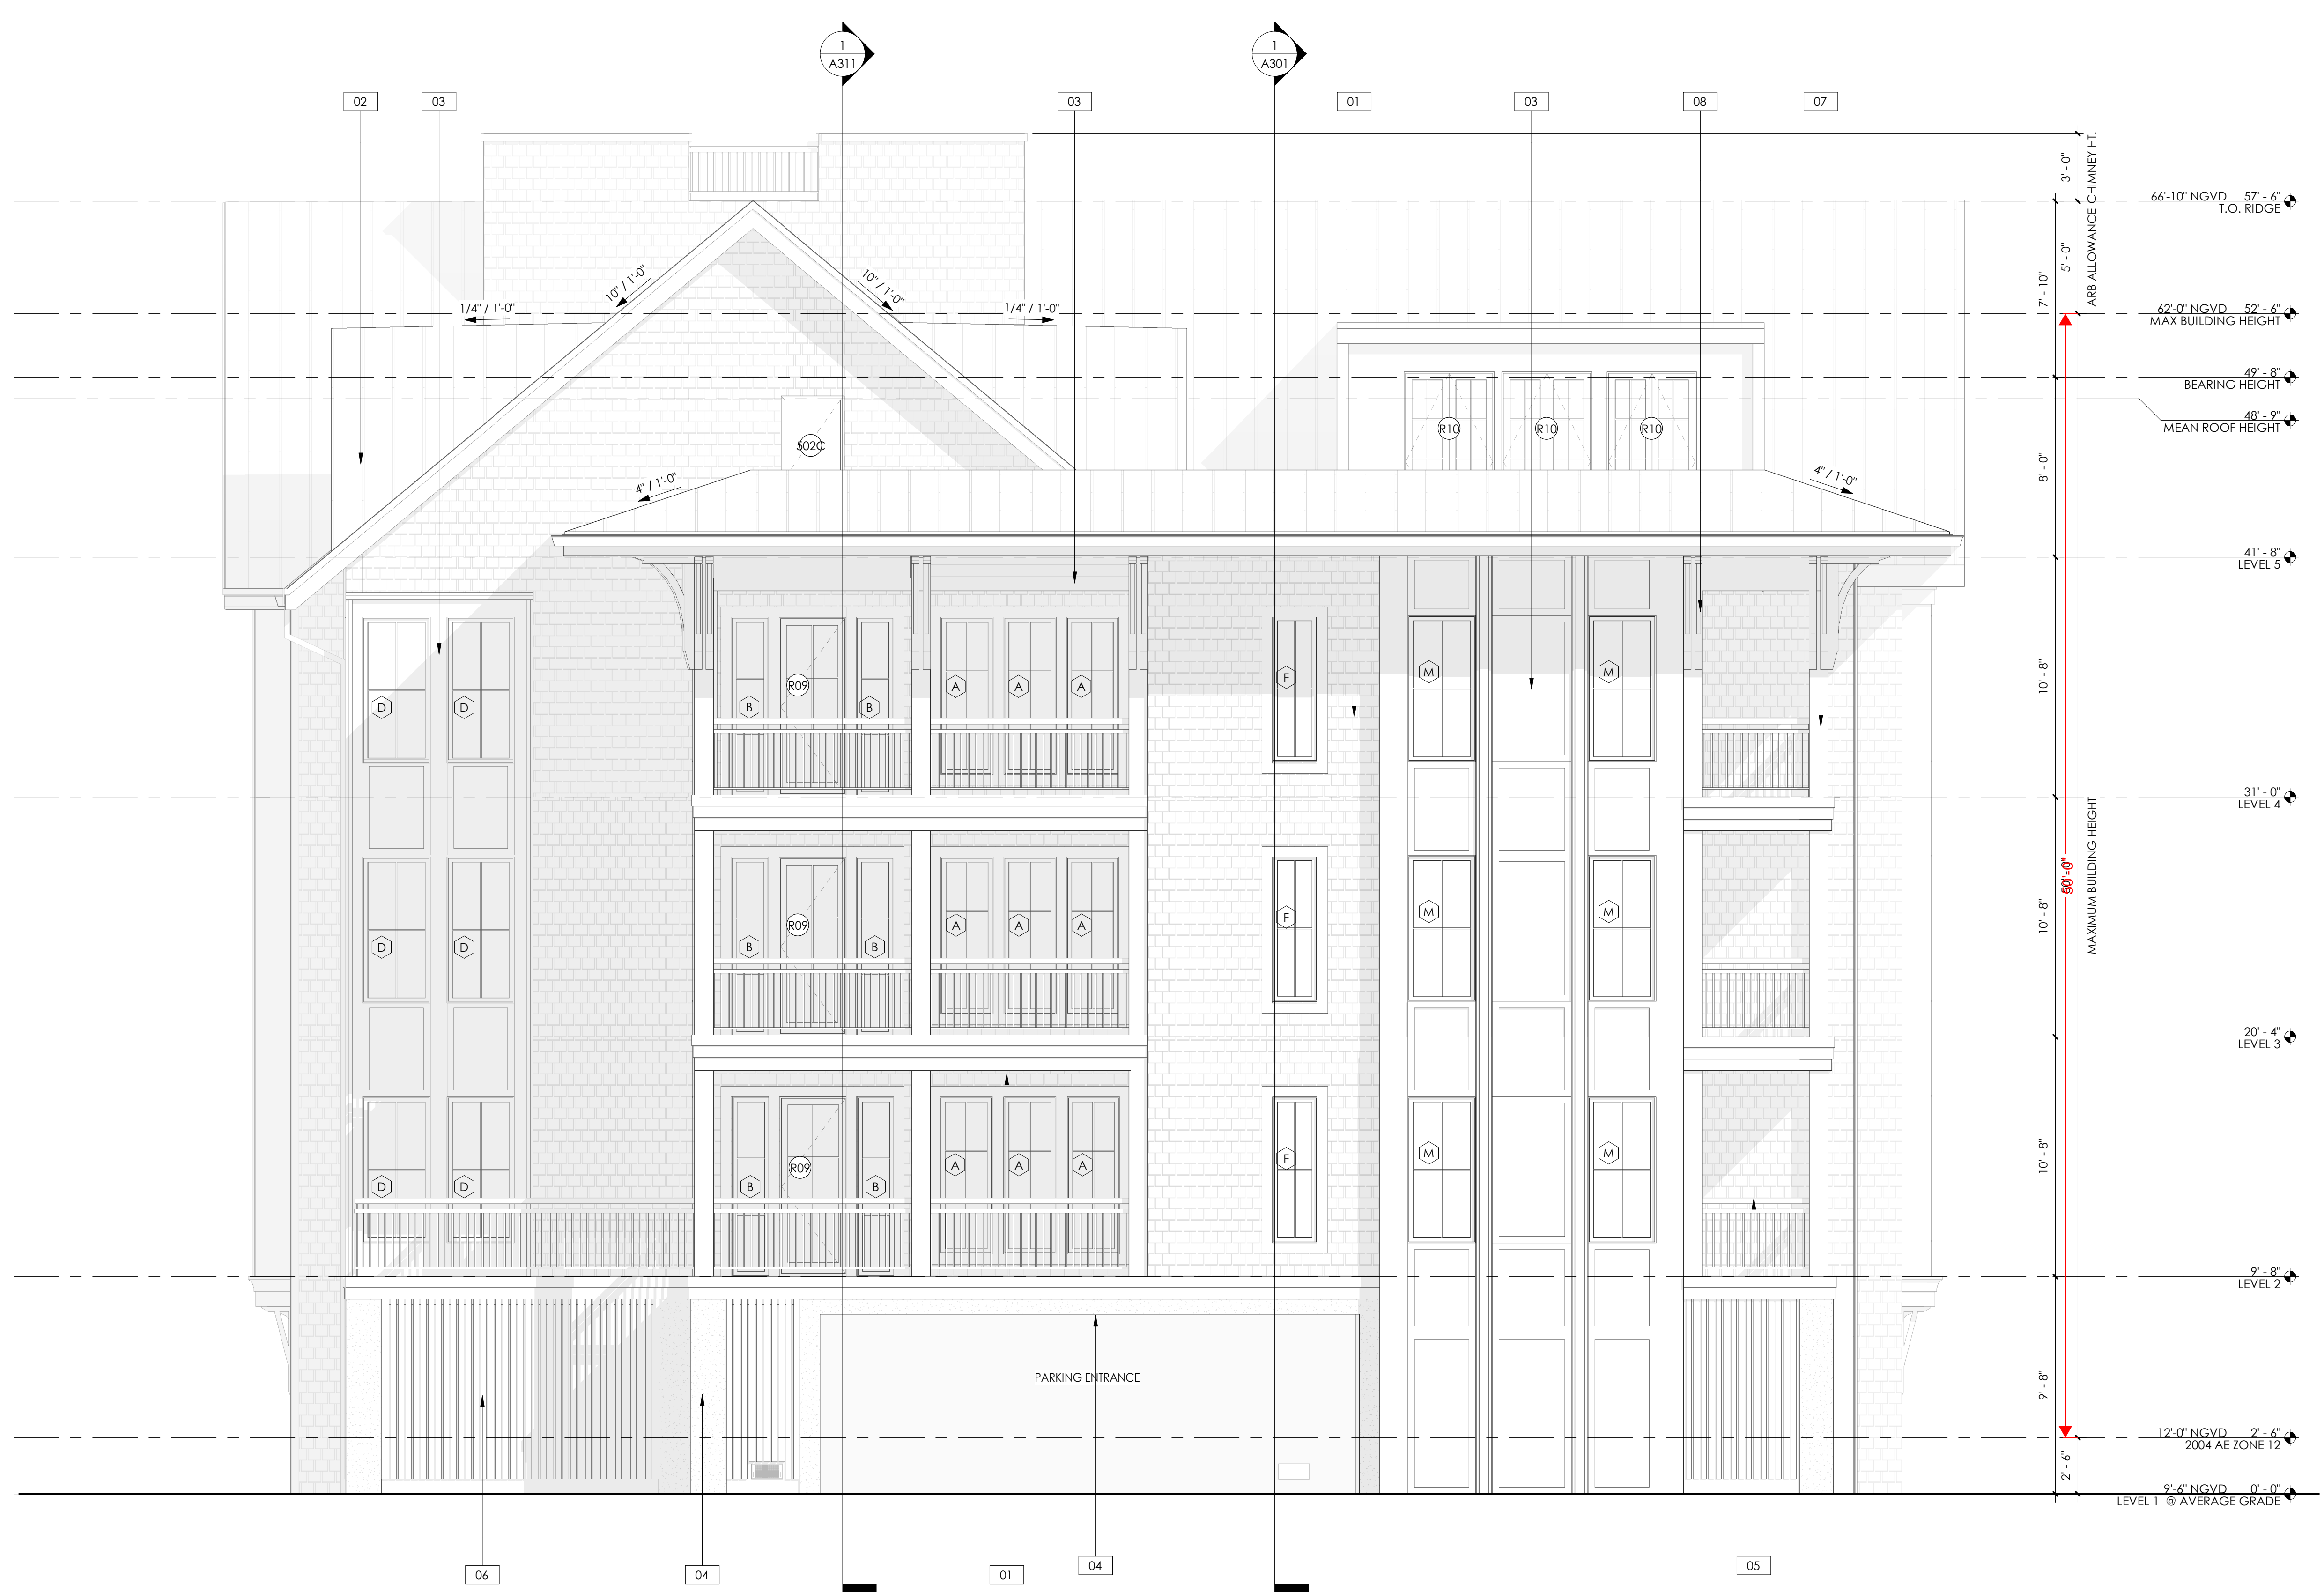 1
A311
1
A301
02
03
03
01
03
08
07
3' - 0"
ARB ALLOWANCE CHIMNEY HT.
66'-10" NGVD 57' - 6"
T.O. RIDGE
5' - 0"
7' - 10"
10" / 1'-0"
10" / 1'-0"
1/4" / 1'-0"
1/4" / 1'-0"
62'-0" NGVD 52' - 6"
MAX BUILDING HEIGHT
49' - 8"
BEARING HEIGHT
48' - 9"
MEAN ROOF HEIGHT
R10
R10
R10
502C
4" / 1'-0"
4" / 1'-0"
8' - 0"
41' - 8"
LEVEL 5
D
D
B
R09
B
A
A
A
F
M
M
10' - 8"
31' - 0"
LEVEL 4
MAXIMUM BUILDING HEIGHT
D
D
B
R09
B
A
A
A
F
M
M
10' - 8"
20' - 4"
LEVEL 3
D
D
B
R09
B
A
A
A
F
M
M
10' - 8"
9' - 8"
LEVEL 2
PARKING ENTRANCE
9' - 8"
12'-0" NGVD 2' - 6"
2004 AE ZONE 12
2' - 6"
9'-6" NGVD 0' - 0"
LEVEL 1 @ AVERAGE GRADE
06
04
01
04
05